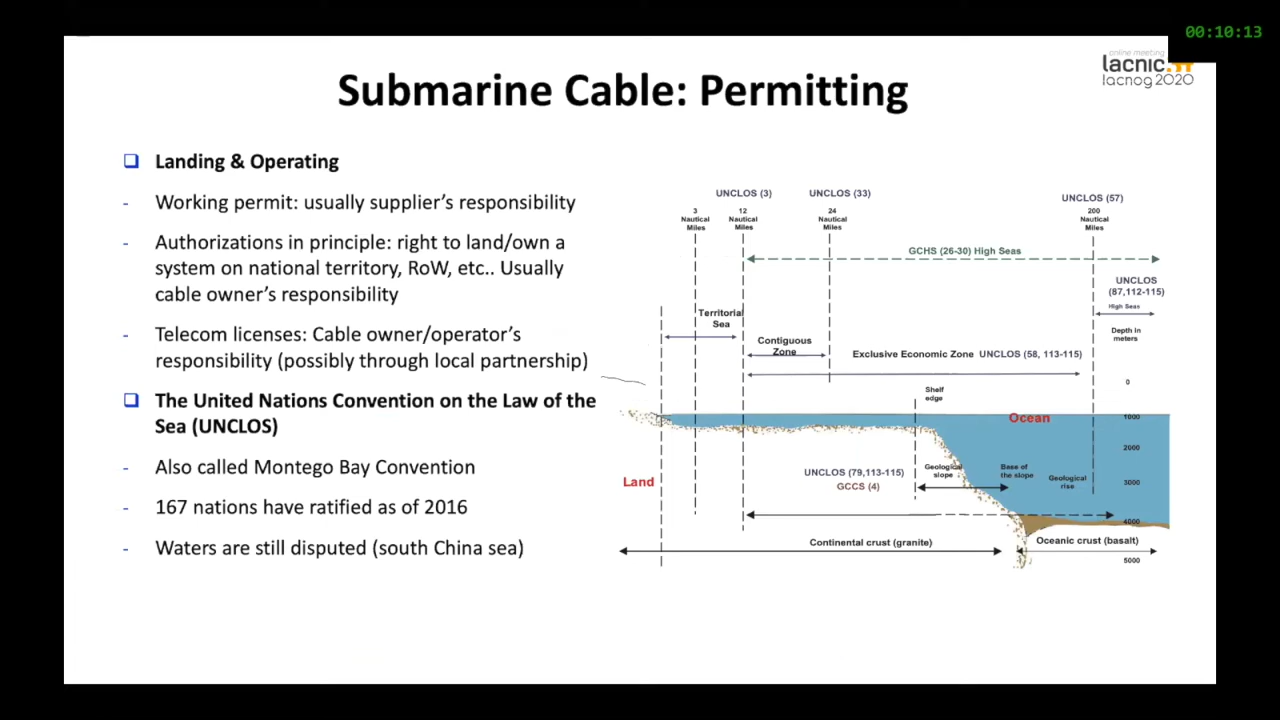 00:10:13
online meeting
lacnic.34
lacnog 2020
Submarine Cable: Permitting
Landing & Operating
- Working permit: usually supplier's responsibility
- Authorizations in principle: right to land/own a
system on national territory, RoW, etc.. Usually
cable owner's responsibility
- Telecom licenses: Cable owner/operator's
responsibility (possibly through local partnership)
The United Nations Convention on the Law of the
Sea (UNCLOS)
- Also called Montego Bay Convention
- 167 nations have ratified as of 2016
- Waters are still disputed (south China sea)
UNCLOS (3)
UNCLOS (33)
UNCLOS (57)
3
Nautical
Miles
12
Nautical
Miles
24
Nautical
Miles
200
Nautical
Miles
GCHS (26-30) High Seas
UNCLOS
(87,112-115)
High Seas
Territorial
Sea
Depth in
meters
Contiguous
Zone
Exclusive Economic Zone UNCLOS (58, 113-115)
0
Shelf
edge
1000
Ocean
2000
Land
UNCLOS (79,113-115)
GCCS (4)
Geological
slope
Base of
the slope
Geological
rise
3000
4000
Continental crust (granite)
Oceanic crust (basalt)
5000